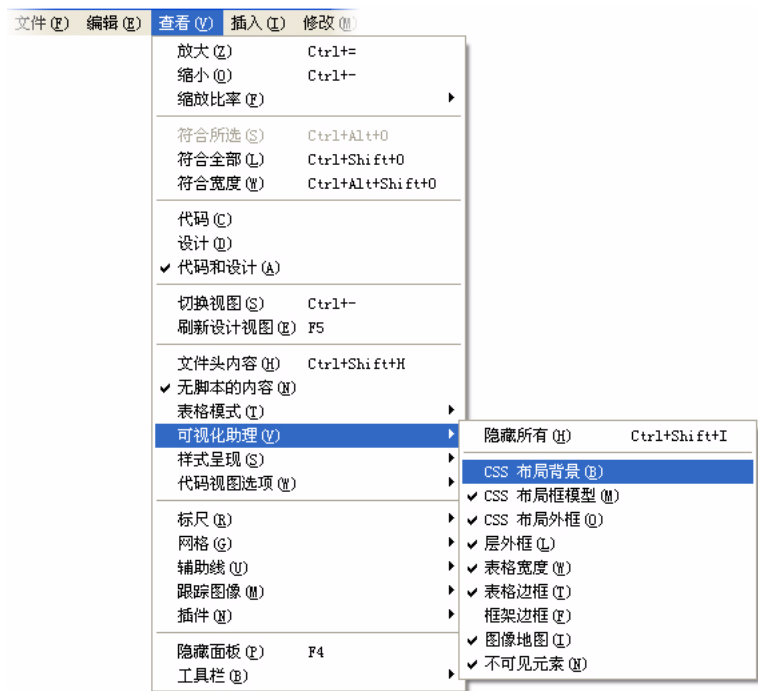 文件(F) 编辑(E) 查看(V) 插入(I) 修改(M)
放大(Z) Ctrl+=
缩小(O) Ctrl+-
缩放比率(F)
符合所选(S) Ctrl+Alt+0
符合全部(L) Ctrl+Shift+0
符合宽度(W) Ctrl+Alt+Shift+0
代码(C)
设计(D)
代码和设计(A)
切换视图(S) Ctrl+-
刷新设计视图(E) F5
文件头内容(H) Ctrl+Shift+H
无脚本的内容(N)
表格模式(T)
可视化助理(V)
样式呈现(S)
代码视图选项(W)
标尺(R)
网格(G)
辅助线(U)
跟踪图像(M)
插件(N)
隐藏面板(P) F4
工具栏(B)
隐藏所有(H) Ctrl+Shift+I
CSS 布局背景(B)
CSS 布局框模型(M)
CSS 布局外框(O)
层外框(L)
表格宽度(W)
表格边框(T)
框架边框(F)
图像地图(I)
不可见元素(N)